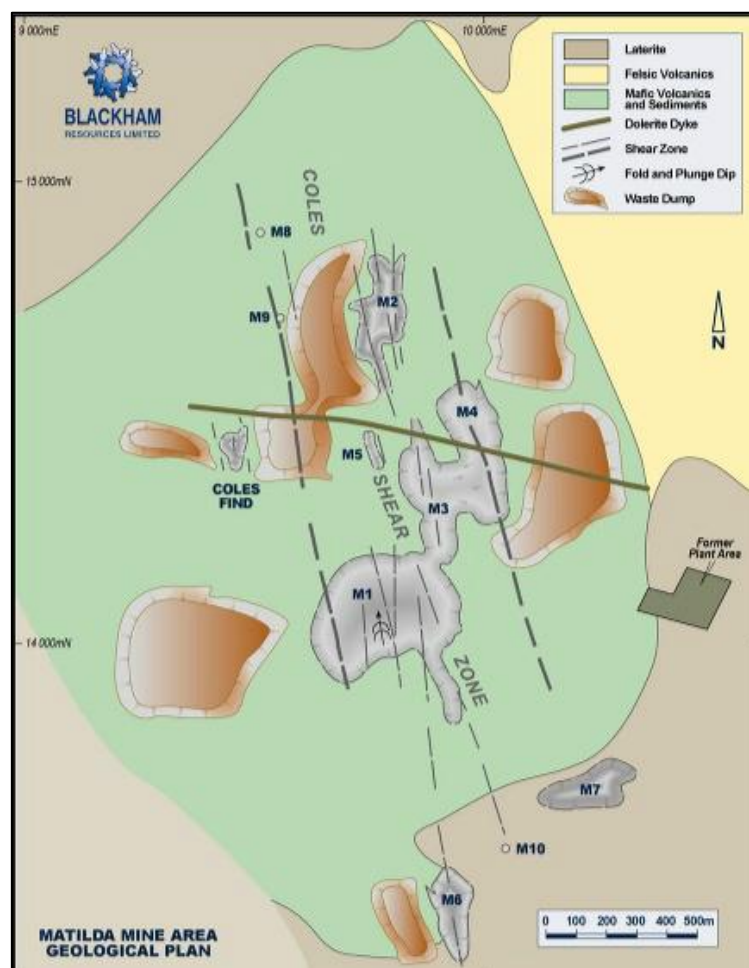 9 000mE
10 000mE
BLACKHAM
RESOURCES LIMITED
Laterite
Felsic Volcanics
Mafic Volcanics
and Sediments
Dolerite Dyke
Shear Zone
Fold and Plunge Dip
Waste Dump
15 000mN
COLES
M8
M2
M9
N
M4
M5
COLES
FIND
SHEAR
M3
Former
Plant Area
M1
14 000mN
ZONE
M7
M10
M6
MATILDA MINE AREA
GEOLOGICAL PLAN
0 100 200 300 400 500m